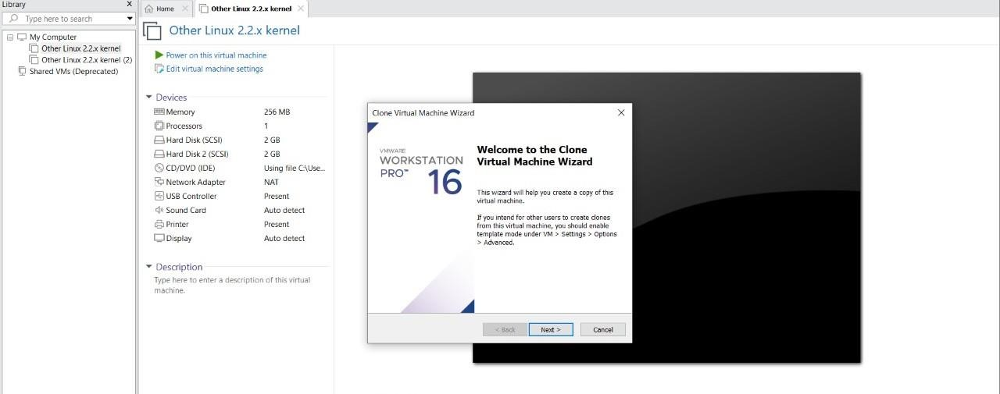 Library X
Home X Other Linux 2.2.x kernel X
Type here to search
Other Linux 2.2.x kernel
My Computer
Other Linux 2.2.x kernel
Other Linux 2.2.x kernel (2)
Shared VMs (Deprecated)
Power on this virtual machine
Edit virtual machine settings
Devices
Memory 256 MB
Processors 1
Hard Disk (SCSI) 2 GB
Hard Disk 2 (SCSI) 2 GB
CD/DVD (IDE) Using file C:\Use...
Network Adapter NAT
USB Controller Present
Sound Card Auto detect
Printer Present
Display Auto detect
Description
Type here to enter a description of this virtual
machine.
Clone Virtual Machine Wizard
VMWARE
WORKSTATION
PRO™ 16
Welcome to the Clone
Virtual Machine Wizard
This wizard will help you create a copy of this
virtual machine.
If you intend for other users to create clones
from this virtual machine, you should enable
template mode under VM > Settings > Options
> Advanced.
< Back Next > Cancel